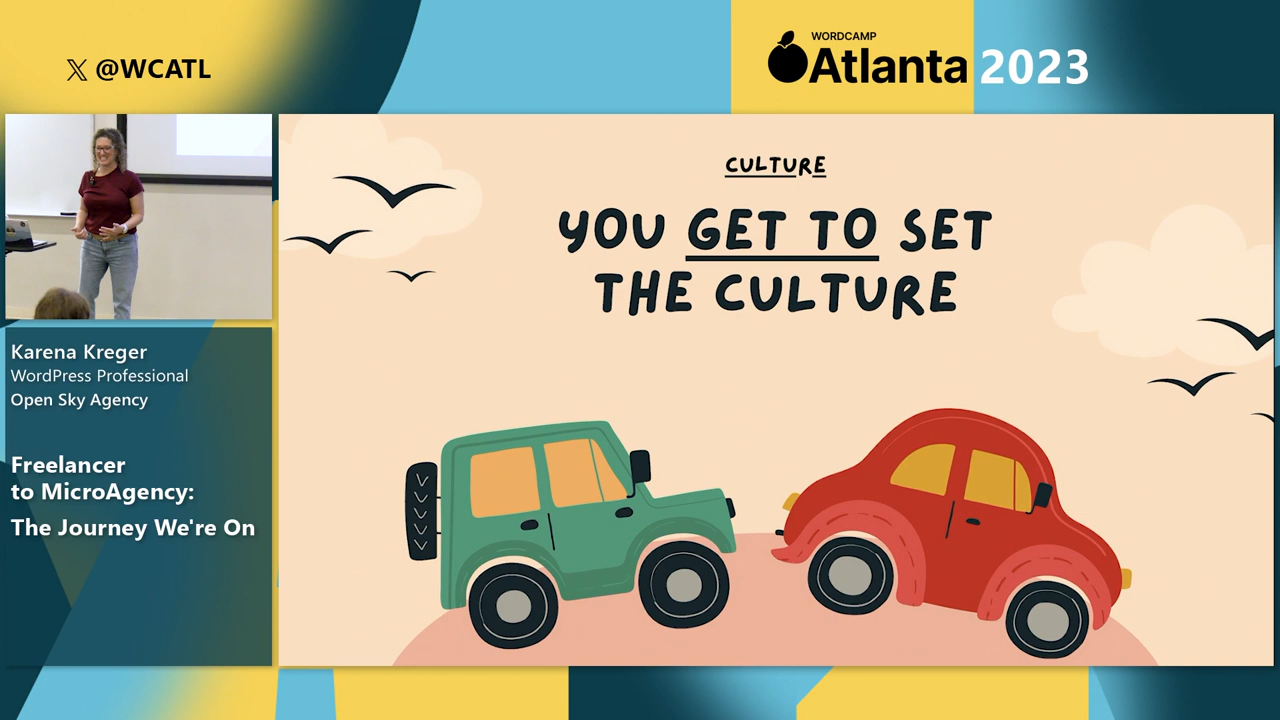 𝕏 @WCATL
WORDCAMP
Atlanta 2023
CULTURE
YOU GET TO SET
THE CULTURE
Karena Kreger
WordPress Professional
Open Sky Agency
Freelancer
to MicroAgency:
The Journey We're On